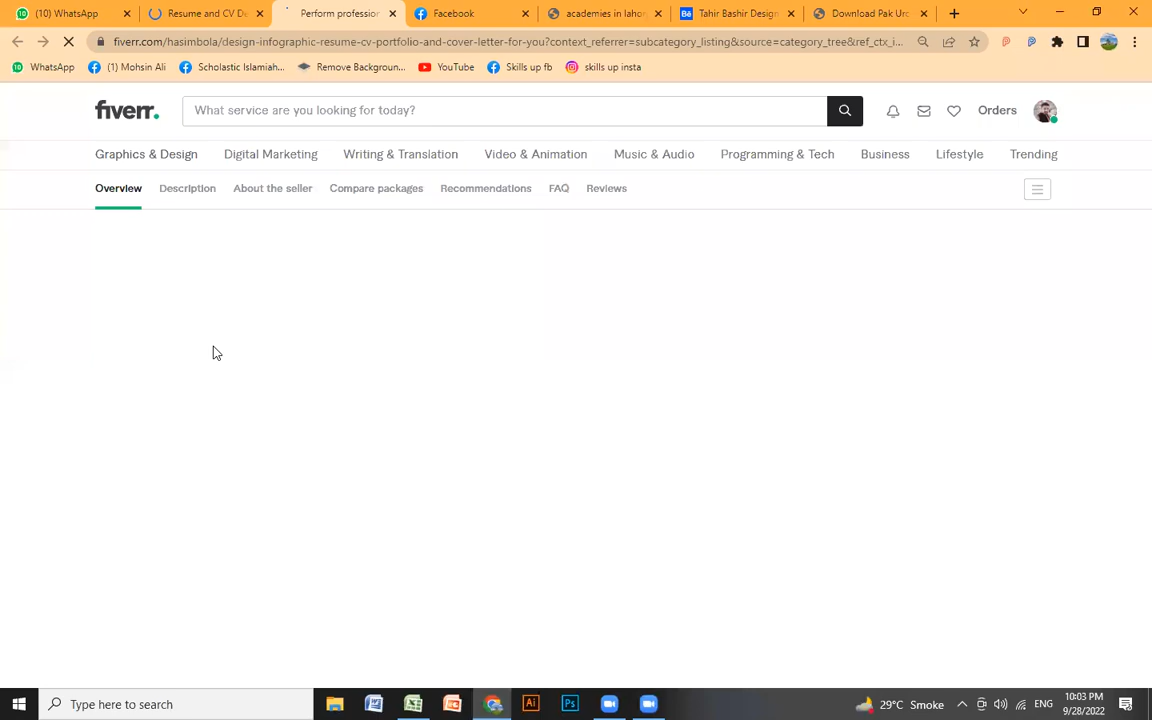 (10) WhatsApp
Resume and CV De
Perform profession
Facebook
academies in lahor
Tahir Bashir Design
Download Pak Urd
fiverr.com/hasimbola/design-infographic-resume-cv-portfolio-and-cover-letter-for-you?context_referrer=subcategory_listing&source=category_tree&ref_ctx_i...
WhatsApp
(1) Mohsin Ali
Scholastic Islamiah...
Remove Backgroun...
YouTube
Skills up fb
skills up insta
fiverr.
What service are you looking for today?
Orders
Graphics & Design
Digital Marketing
Writing & Translation
Video & Animation
Music & Audio
Programming & Tech
Business
Lifestyle
Trending
Overview
Description
About the seller
Compare packages
Recommendations
FAQ
Reviews
Type here to search
Ai
Ps
29°C Smoke
ENG
10:03 PM
9/28/2022